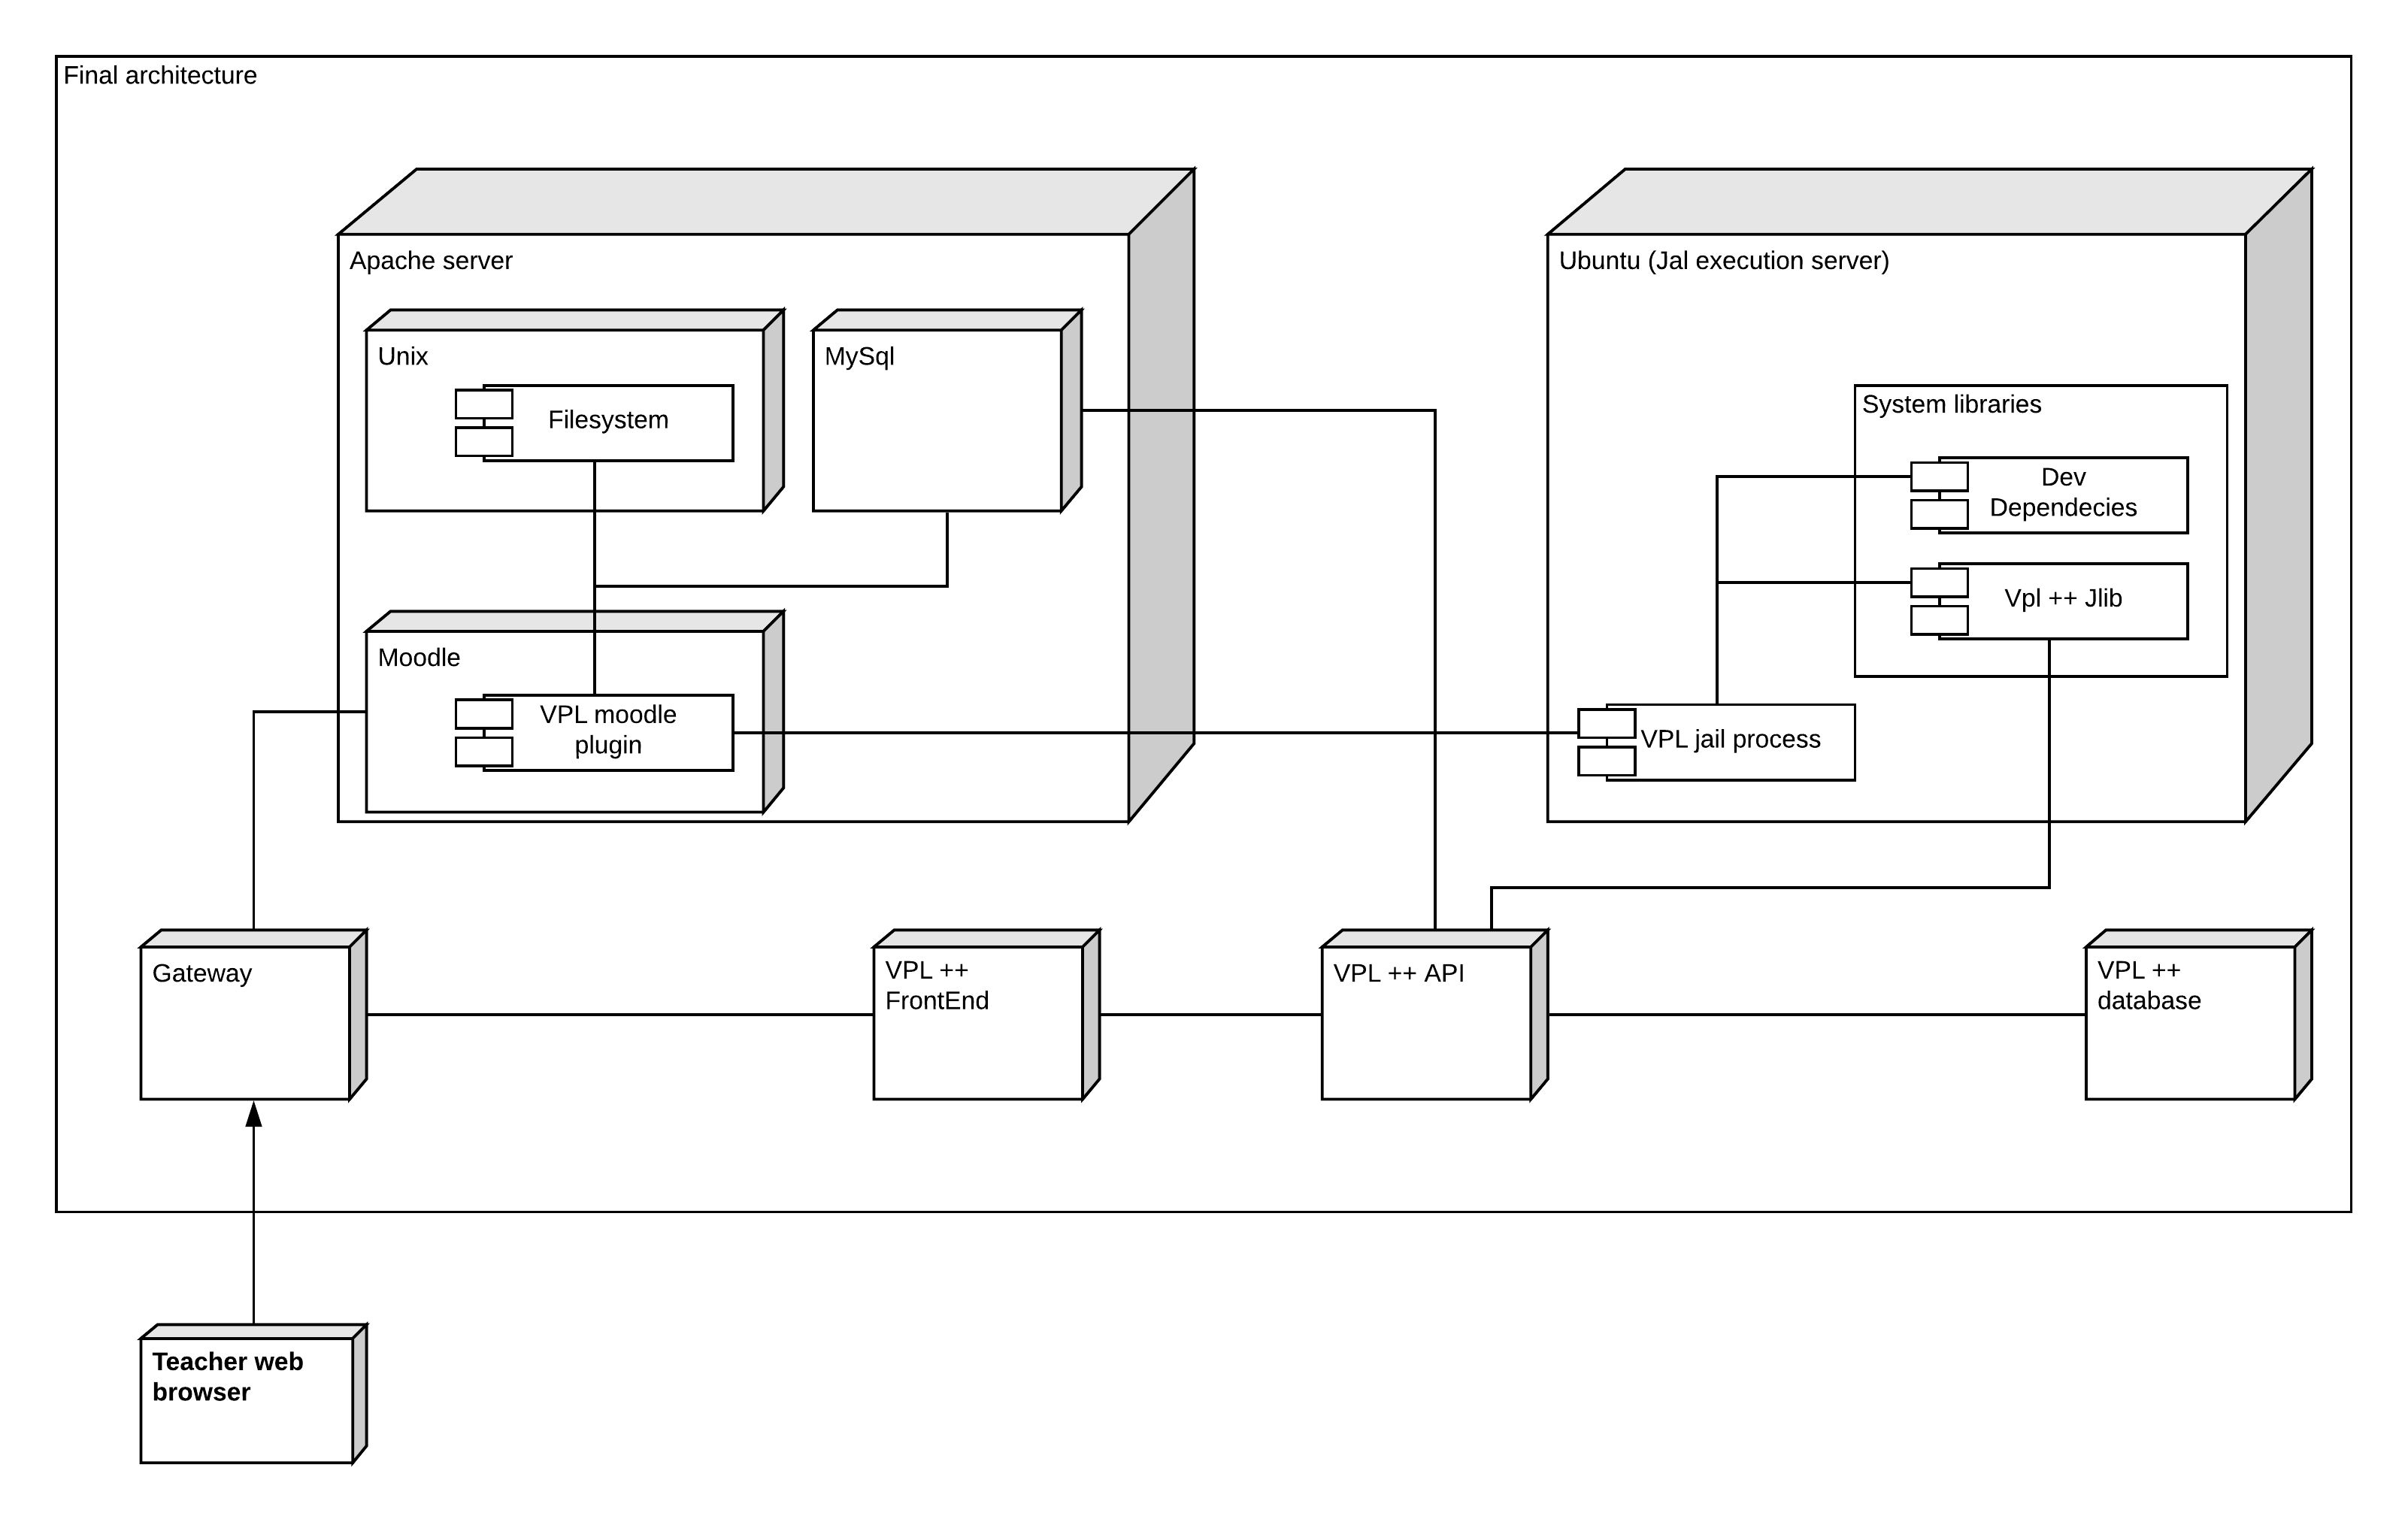 Final architecture
Apache server
Ubuntu (Jal execution server)
Unix
MySql
Filesystem
System libraries
Dev
Dependecies
Vpl ++ Jlib
Moodle
VPL moodle
plugin
VPL jail process
Gateway
VPL ++
FrontEnd
VPL ++ API
VPL ++
database
Teacher web
browser